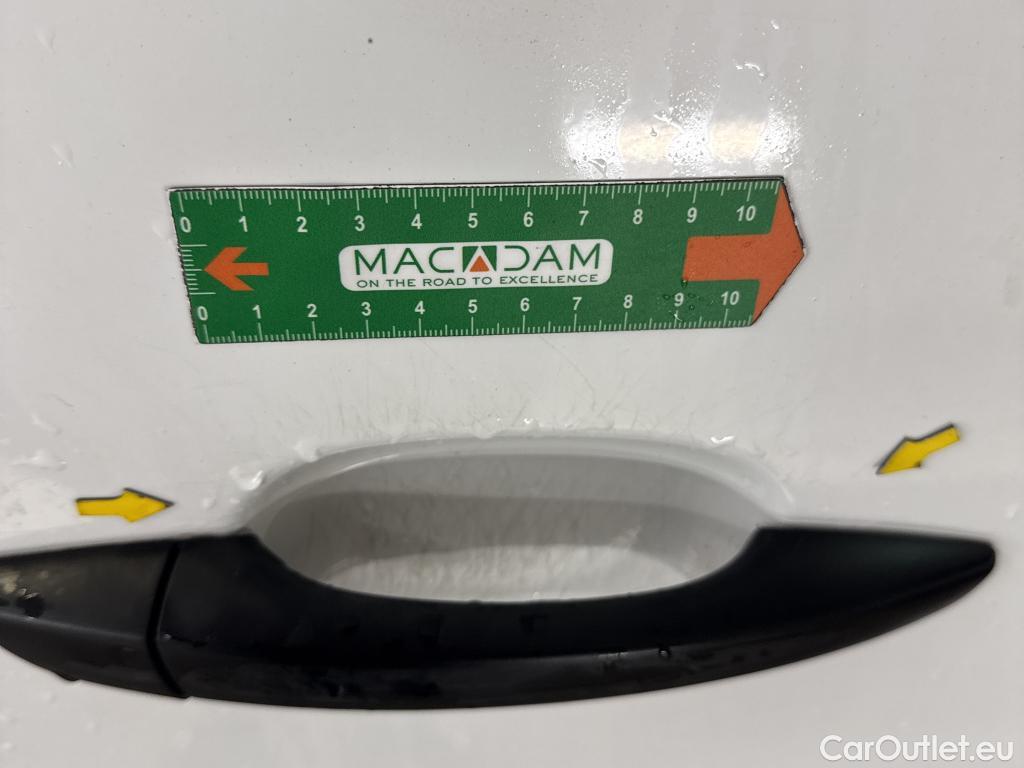 0 1 2 3 4 5 6 7 8 9 10
MACADAM
ON THE ROAD TO EXCELLENCE
0 1 2 3 4 5 6 7 8 9 10
CarOutlet.eu